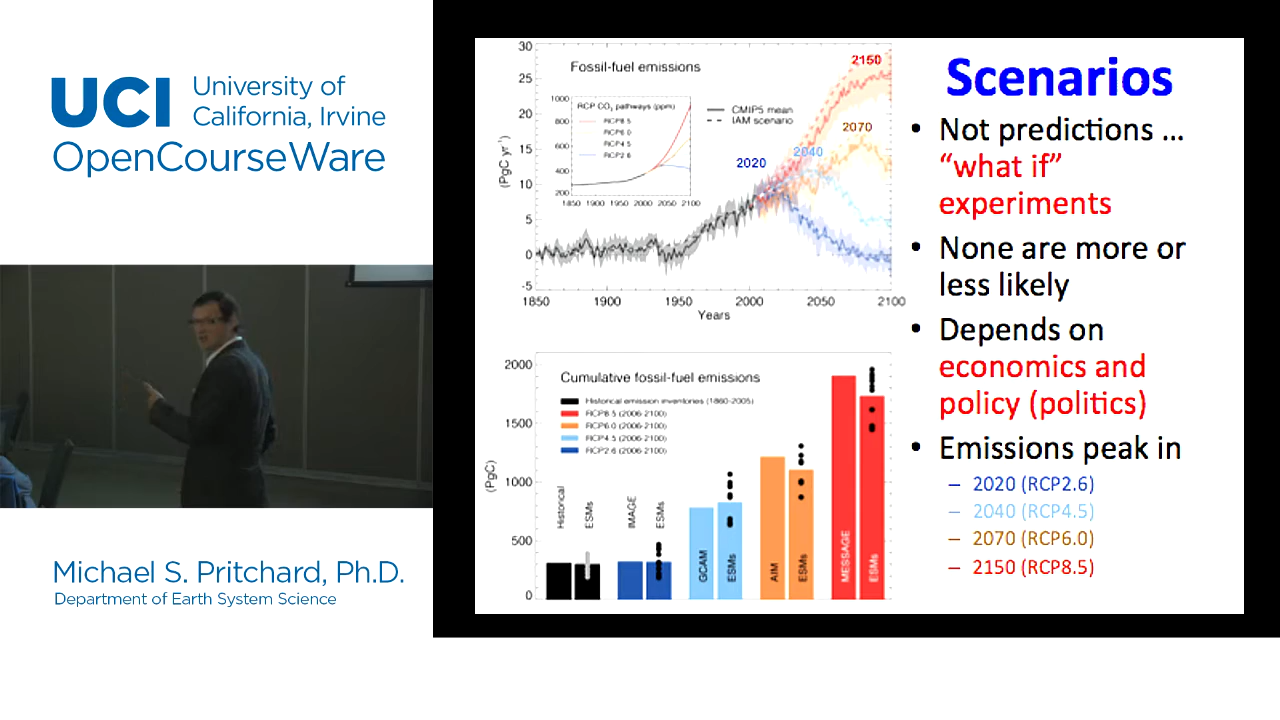 UCI University of
California, Irvine
OpenCourseWare
Michael S. Pritchard, Ph.D.
Department of Earth System Science
30
25
20
15
10
5
0
-5
(PgC yr⁻¹)
Fossil-fuel emissions
RCP CO₂ pathways (ppm)
1000
800
600
400
200
RCP8.5
RCP6.0
RCP4.5
RCP2.6
1850 1900 1950 2000 2050 2100
CMIP5 mean
IAM scenario
2150
2070
2040
2020
1850 1900 1950 2000 2050 2100
Years
2000
1500
1000
500
0
(PgC)
Cumulative fossil-fuel emissions
Historical emission inventories (1860-2005)
RCP8.5 (2006-2100)
RCP6.0 (2006-2100)
RCP4.5 (2006-2100)
RCP2.6 (2006-2100)
Historical
ESMs
IMAGE
ESMs
GCAM
ESMs
AIM
ESMs
MESSAGE
ESMs
Scenarios
• Not predictions ...
“what if”
experiments
• None are more or
less likely
• Depends on
economics and
policy (politics)
• Emissions peak in
– 2020 (RCP2.6)
– 2040 (RCP4.5)
– 2070 (RCP6.0)
– 2150 (RCP8.5)